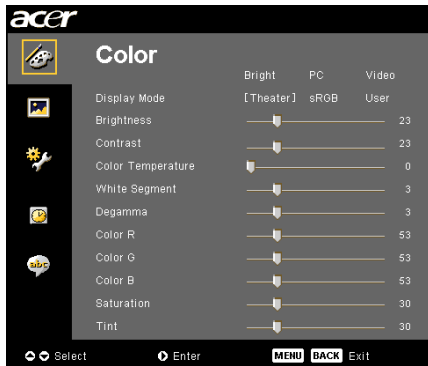 acer
Color
Bright PC Video
Display Mode [Theater] sRGB User
Brightness 23
Contrast 23
Color Temperature 0
White Segment 3
Degamma 3
Color R 53
Color G 53
Color B 53
Saturation 30
Tint 30
abc
Select Enter MENU BACK Exit